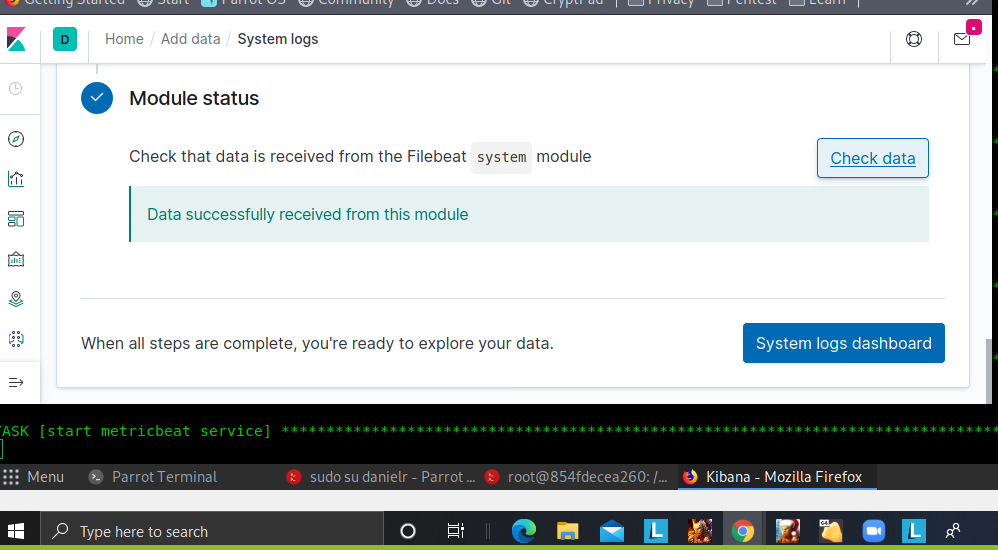 Getting Started Start Parrot OS Community Docs Git CryptPad Privacy Pentest Learn
D Home / Add data / System logs
Module status
Check that data is received from the Filebeat system module
Check data
Data successfully received from this module
When all steps are complete, you're ready to explore your data.
System logs dashboard
TASK [start metricbeat service] ********************************************************************************
Menu Parrot Terminal sudo su danielr - Parrot ... root@854fdecea260: /... Kibana - Mozilla Firefox
Type here to search L 64 L